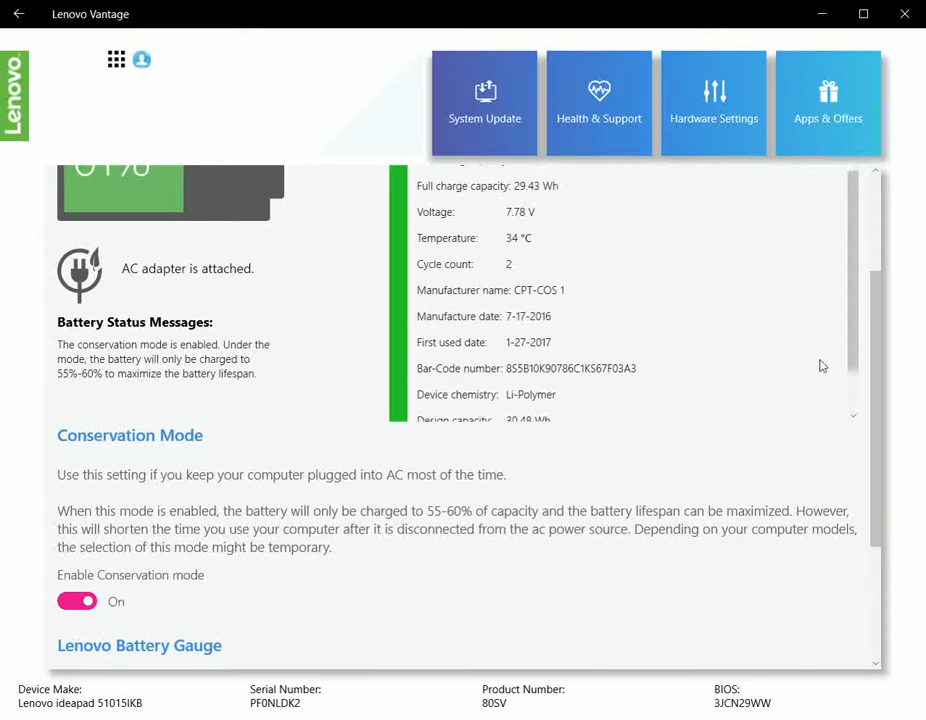 Lenovo Vantage
Lenovo
System Update
Health & Support
Hardware Settings
Apps & Offers
61%
Full charge capacity: 29.43 Wh
Voltage: 7.78 V
Temperature: 34 °C
Cycle count: 2
Manufacturer name: CPT-COS 1
Manufacture date: 7-17-2016
First used date: 1-27-2017
Bar-Code number: 8S5B10K90786C1KS67F03A3
Device chemistry: Li-Polymer
Design capacity: 30.48 Wh
AC adapter is attached.
Battery Status Messages:
The conservation mode is enabled. Under the
mode, the battery will only be charged to
55%-60% to maximize the battery lifespan.
Conservation Mode
Use this setting if you keep your computer plugged into AC most of the time.
When this mode is enabled, the battery will only be charged to 55-60% of capacity and the battery lifespan can be maximized. However,
this will shorten the time you use your computer after it is disconnected from the ac power source. Depending on your computer models,
the selection of this mode might be temporary.
Enable Conservation mode
On
Lenovo Battery Gauge
Device Make:
Lenovo ideapad 51015IKB
Serial Number:
PF0NLDK2
Product Number:
80SV
BIOS:
3JCN29WW